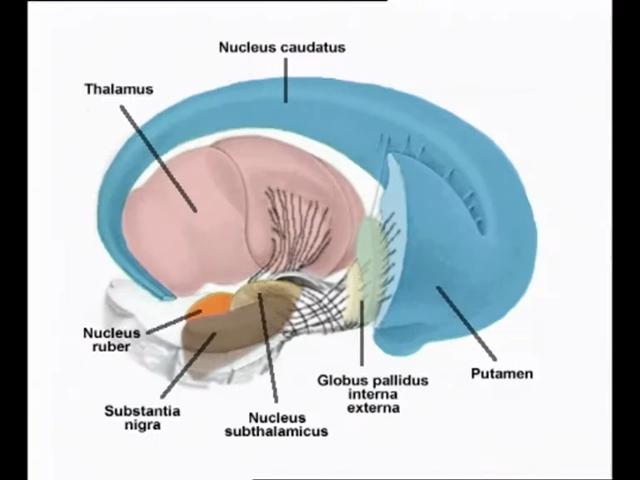 Nucleus caudatus
Thalamus
Nucleus
ruber
Substantia
nigra
Nucleus
subthalamicus
Globus pallidus
interna
externa
Putamen